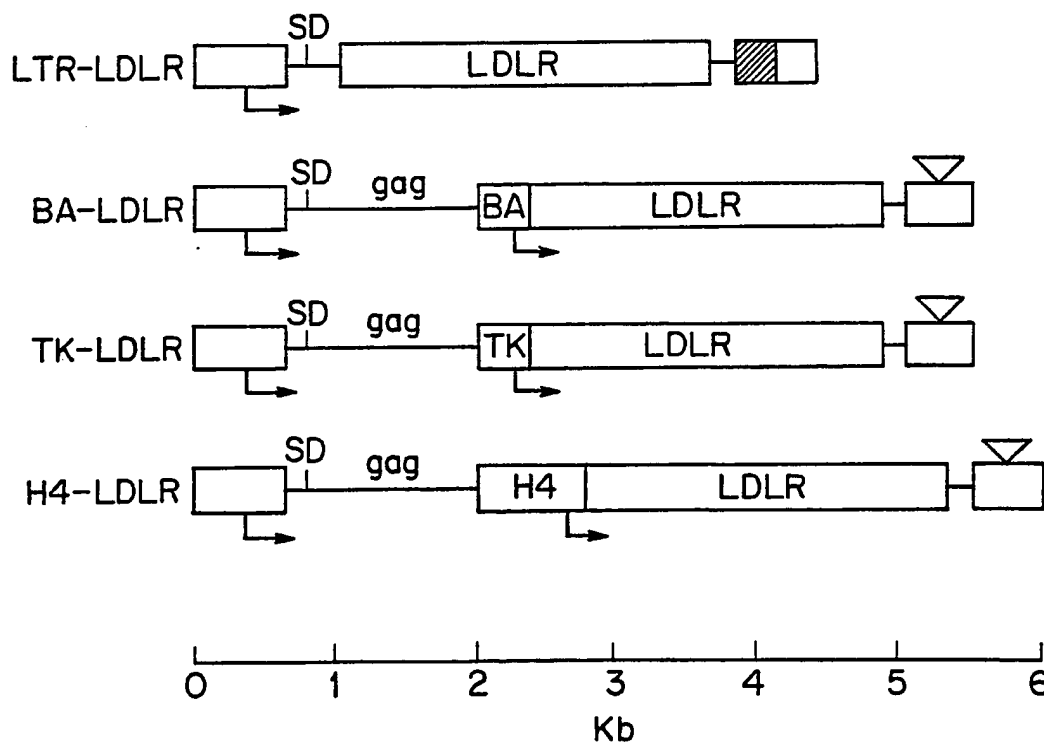 SD
LTR-LDLR LDLR
SD gag
BA-LDLR BA LDLR
SD gag
TK-LDLR TK LDLR
SD gag
H4-LDLR H4 LDLR
0 1 2 3 4 5 6
Kb